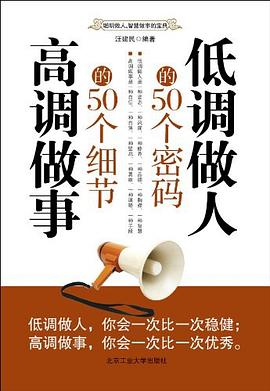 聪明做人,智慧做事的宝典
汪建民◎编著
低调做人
的50个密码
高调做事
的50个细节
低调做人，你会一次比一次稳健；
高调做事，你会一次比一次优秀。
北京工业大学出版社